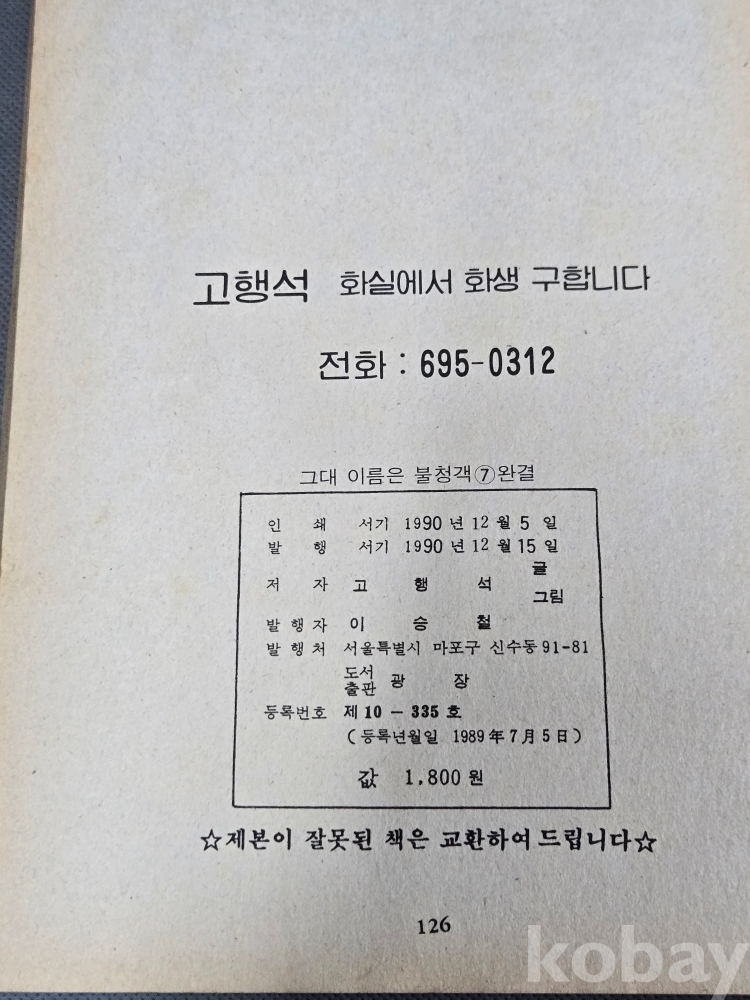 고행석 화실에서 화생 구합니다
전화 : 695-0312
그대 이름은 불청객⑦완결
인 쇄 서기 1990 년 12 월 5 일
발 행 서기 1990 년 12 월 15 일
저 자 고 행 석 글 그림
발 행 자 이 승 철
발 행 처 서울특별시 마포구 신수동 91-81
도서 출판 광 장
등록번호 제 10 - 335 호
(등록년월일 1989 年 7 月 5 日)
값 1,800 원
☆제본이 잘못된 책은 교환하여 드립니다☆
126
kobay